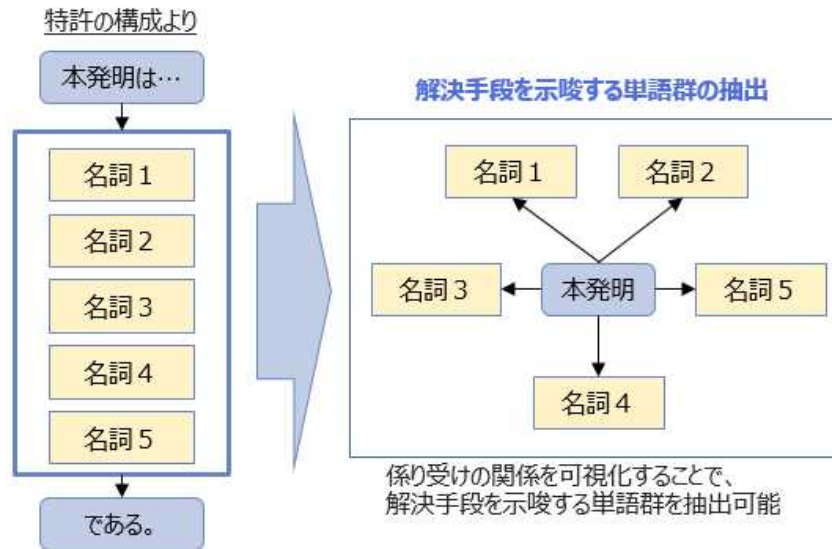 特許の構成より
本発明は…
名詞１
名詞２
名詞３
名詞４
名詞５
である。
解決手段を示唆する単語群の抽出
名詞１
名詞２
名詞３
本発明
名詞５
名詞４
係り受けの関係を可視化することで、
解決手段を示唆する単語群を抽出可能